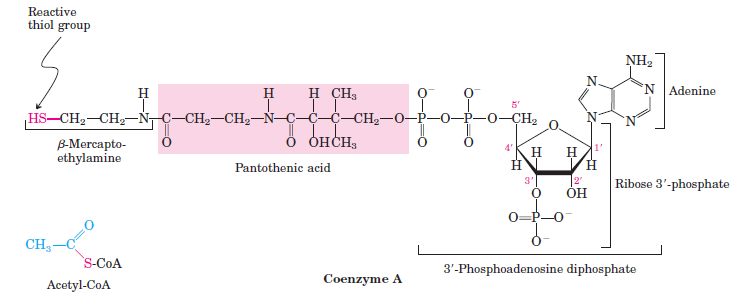 Reactive
thiol group
NH₂
N
N
Adenine
N
N
H
H
H CH₃
O⁻
O⁻
5′
HS—CH₂—CH₂—N—C—CH₂—CH₂—N—C—C—C—CH₂—O—P—O—P—O—CH₂
O
O
OH CH₃
O
O
O
β-Mercapto-
ethylamine
Pantothenic acid
4′
H
H
1′
H
H
3′
2′
O
OH
Ribose 3′-phosphate
O=P—O⁻
O⁻
3′-Phosphoadenosine diphosphate
O
CH₃—C
S-CoA
Acetyl-CoA
Coenzyme A